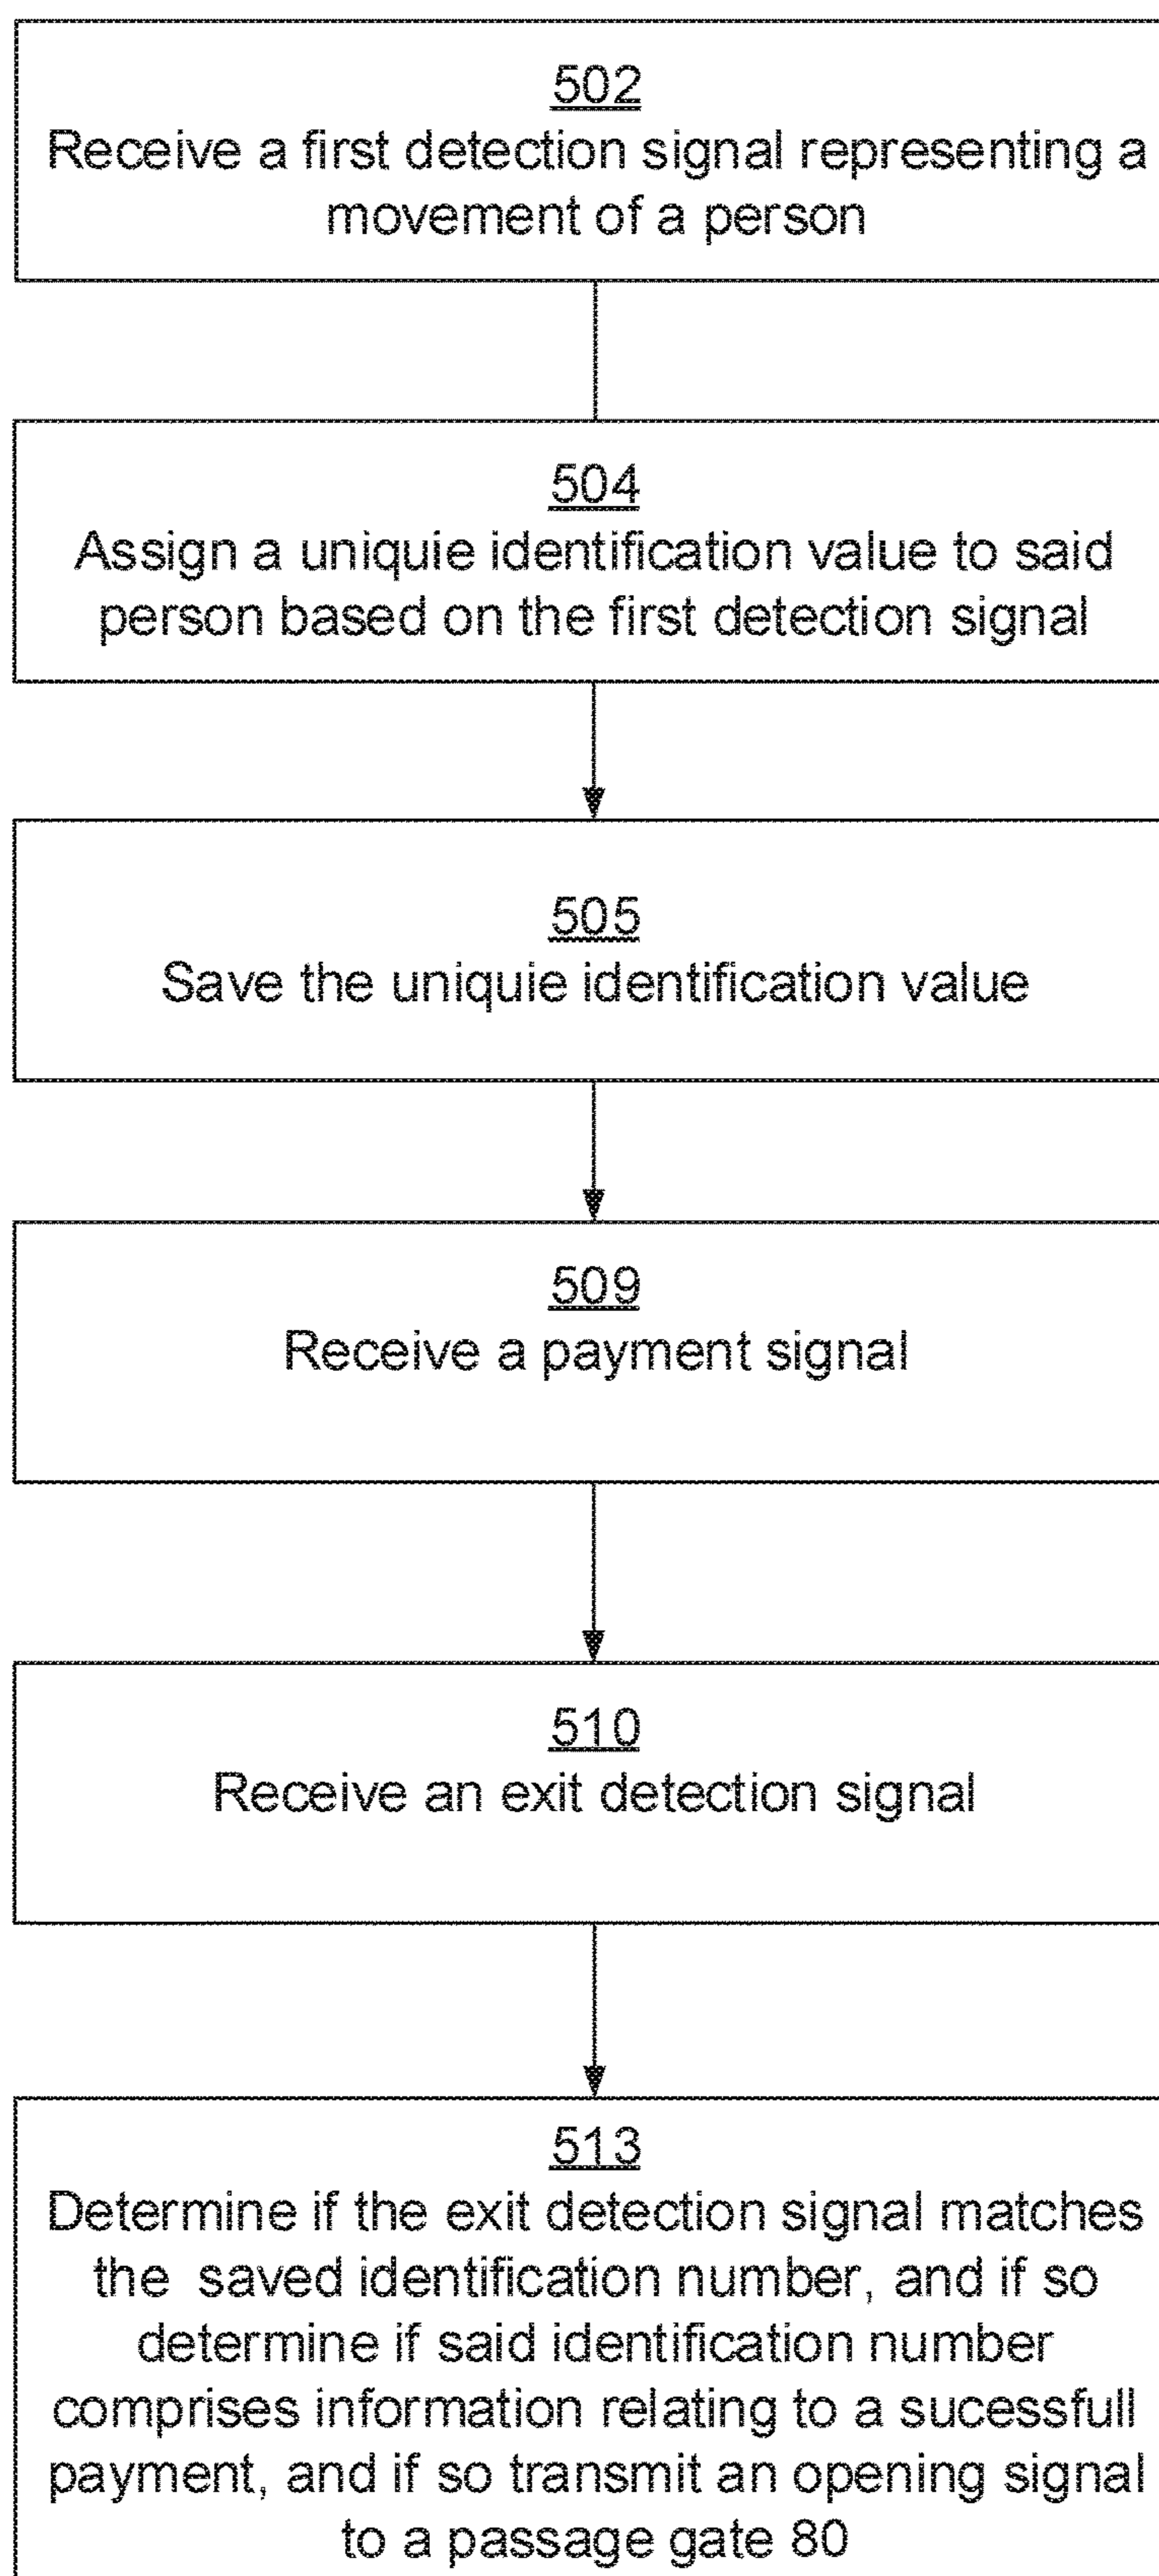 502
Receive a first detection signal representing a
movement of a person
504
Assign a uniquie identification value to said
person based on the first detection signal
505
Save the uniquie identification value
509
Receive a payment signal
510
Receive an exit detection signal
513
Determine if the exit detection signal matches
the saved identification number, and if so
determine if said identification number
comprises information relating to a sucessfull
payment, and if so transmit an opening signal
to a passage gate 80